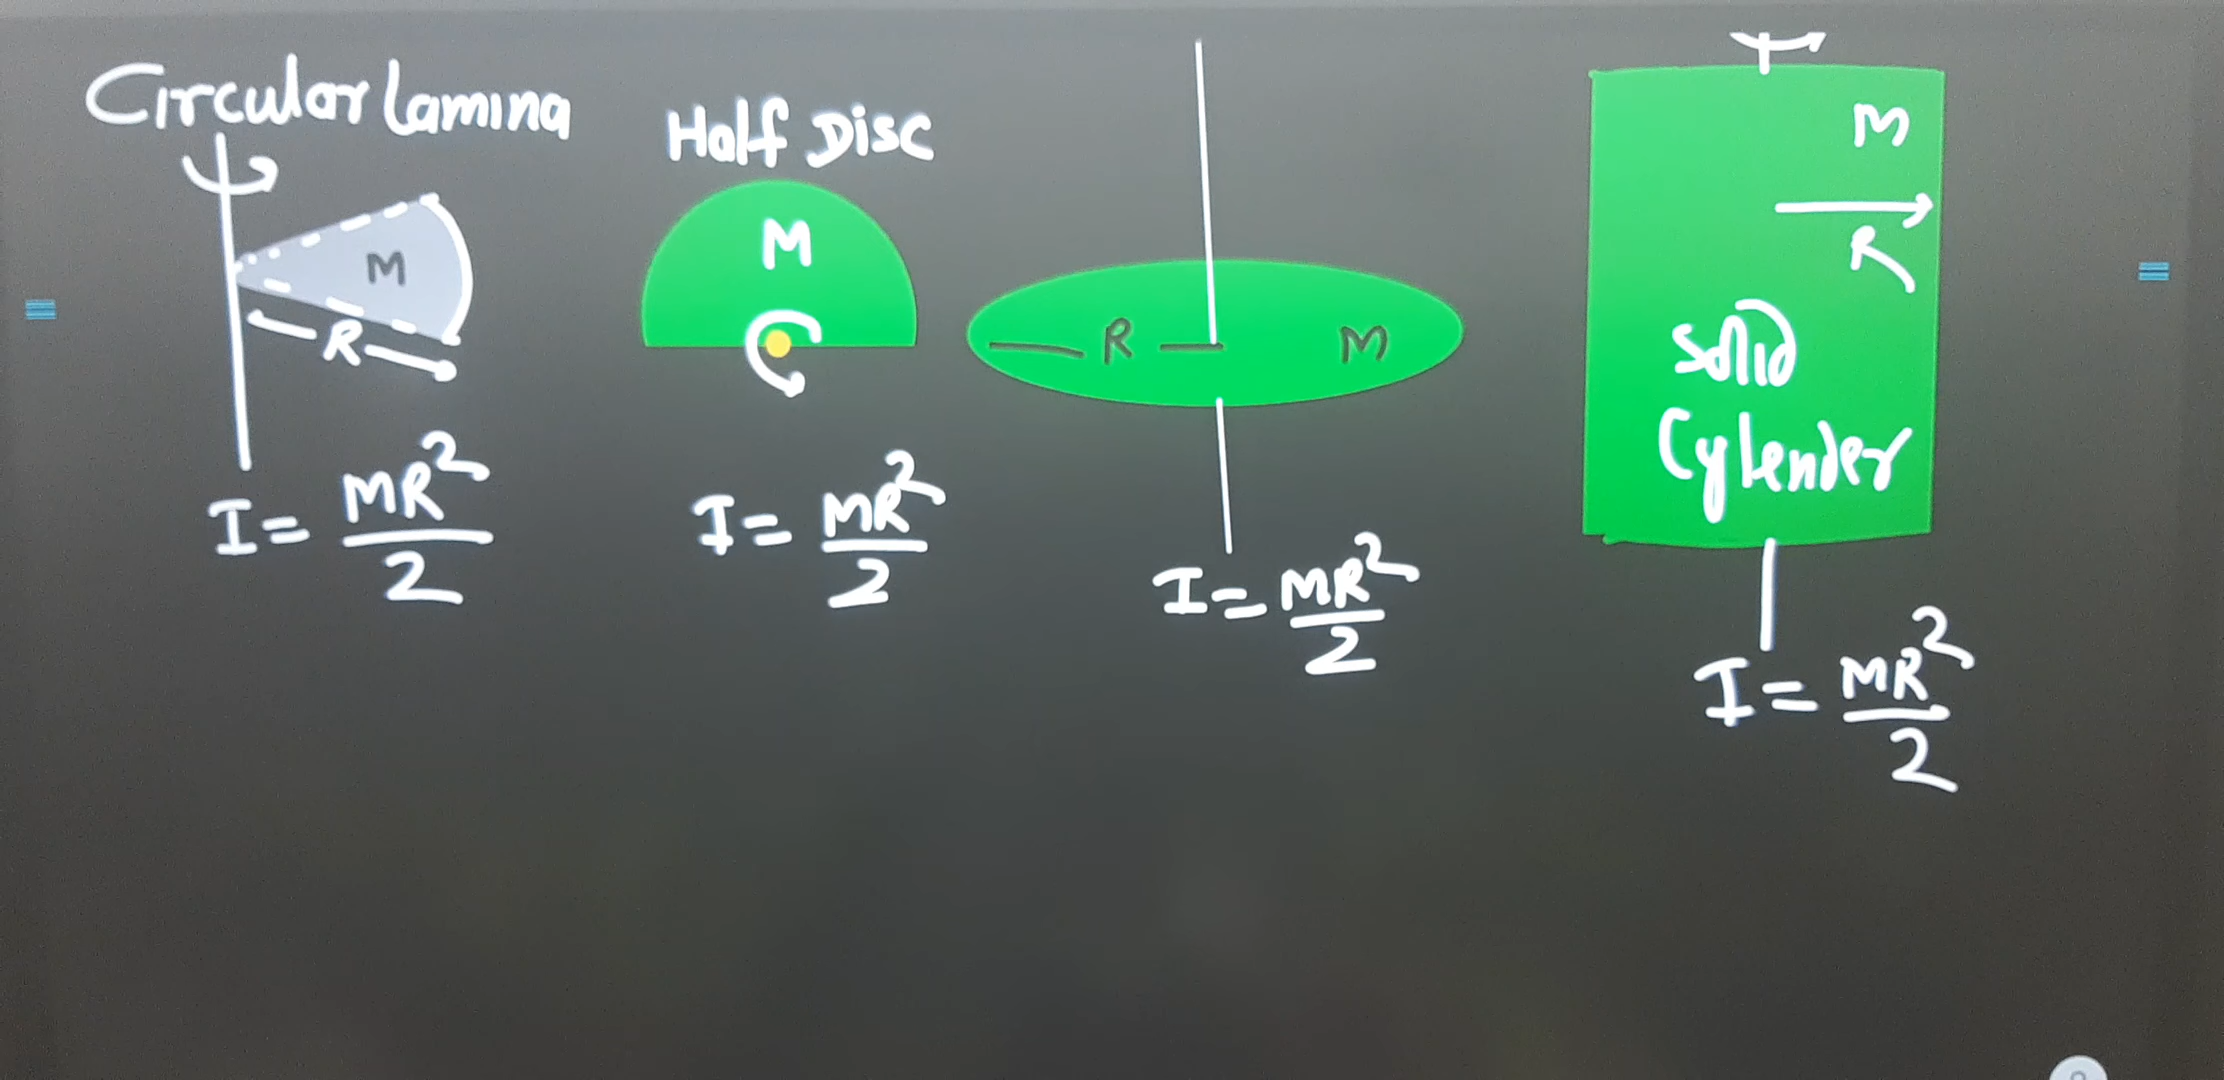 Circular Lamina
M
R
I = MR²/2
Half Disc
M
I = MR²/2
R M
I = MR²/2
M
R
Solid
Cylender
I = MR²/2